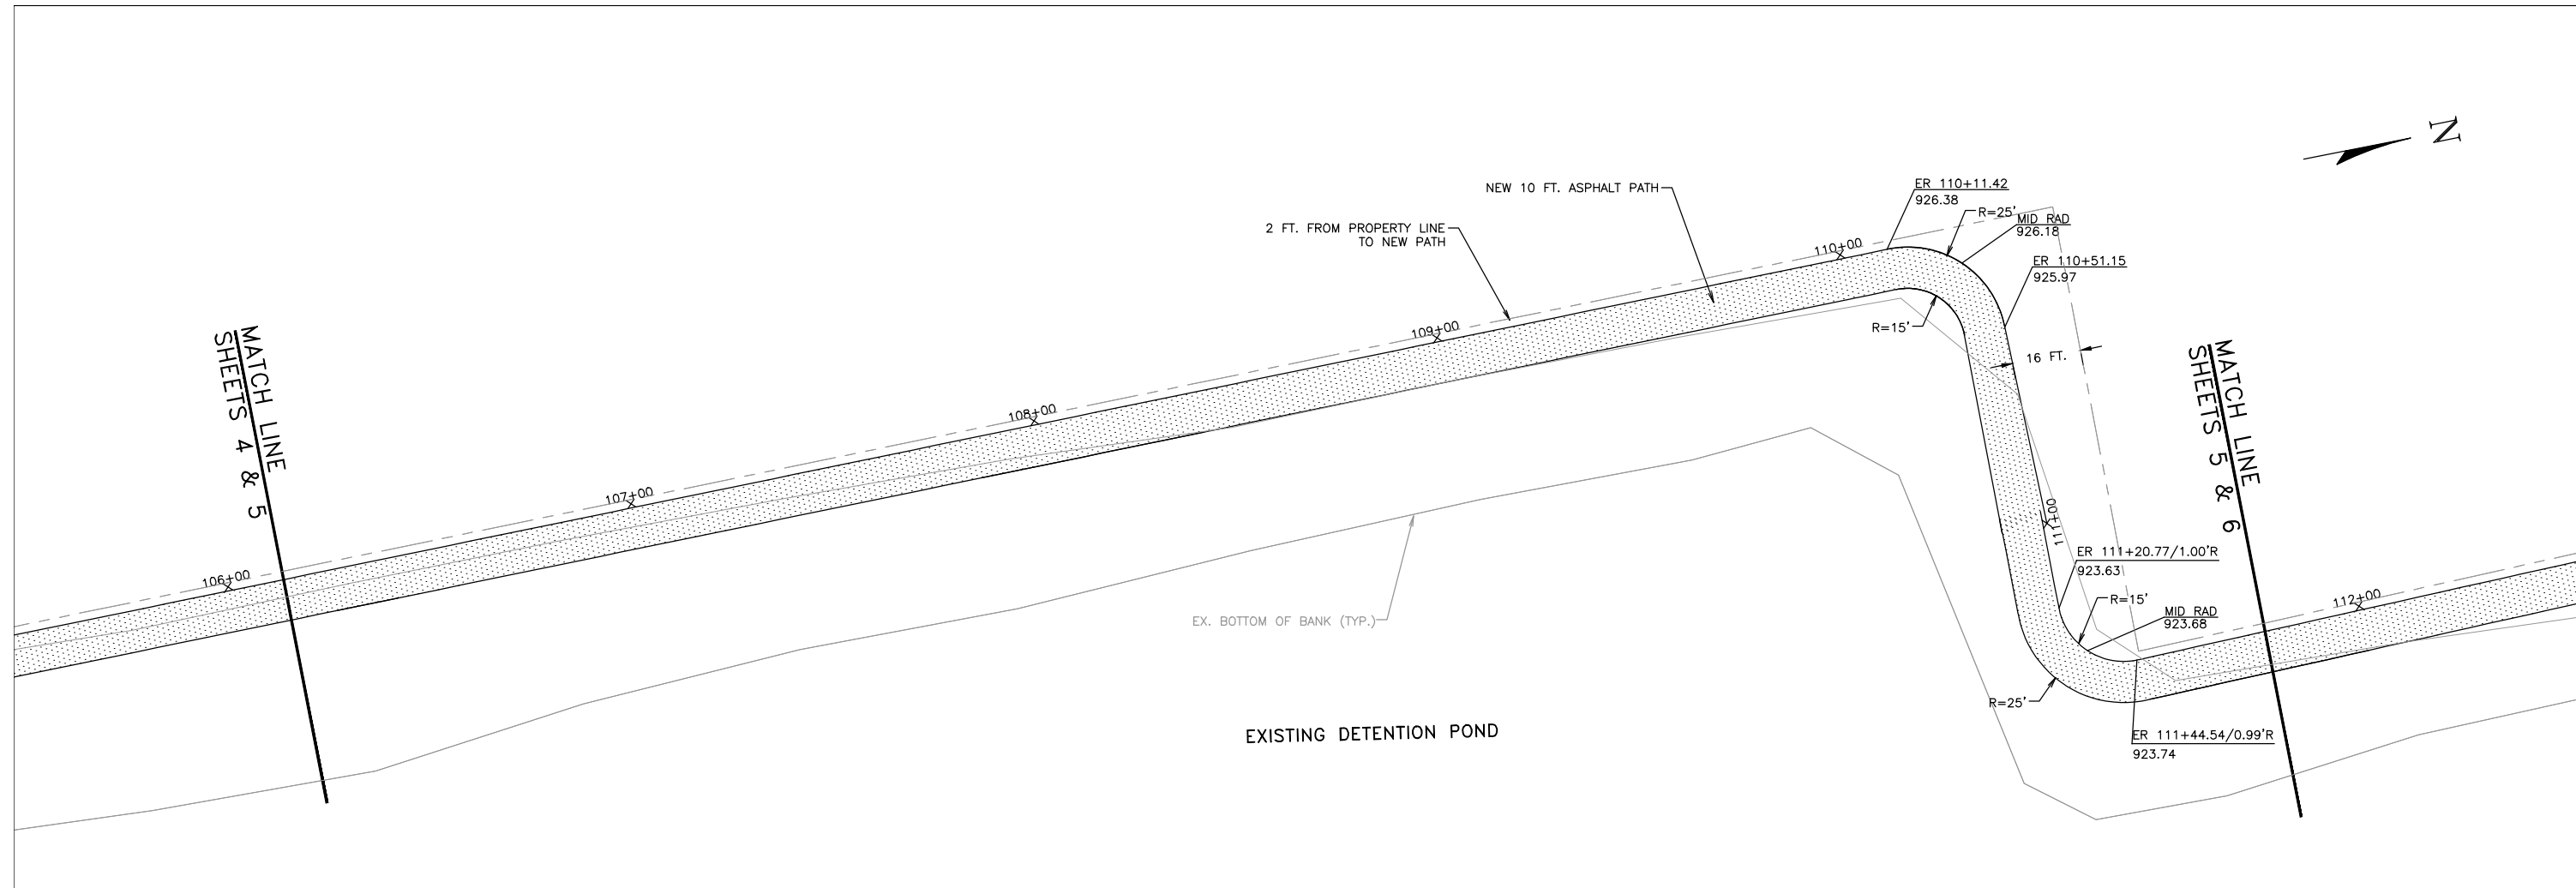 N
ER 110+11.42
926.38
NEW 10 FT. ASPHALT PATH
R=25'
MID RAD
926.18
2 FT. FROM PROPERTY LINE
TO NEW PATH
110+00
ER 110+51.15
925.97
109+00
R=15'
16 FT.
MATCH LINE
SHEETS 4 & 5
MATCH LINE
SHEETS 5 & 6
108+00
107+00
111+00
ER 111+20.77/1.00'R
923.63
106+00
R=15'
112+00
MID RAD
923.68
EX. BOTTOM OF BANK (TYP.)
R=25'
EXISTING DETENTION POND
ER 111+44.54/0.99'R
923.74